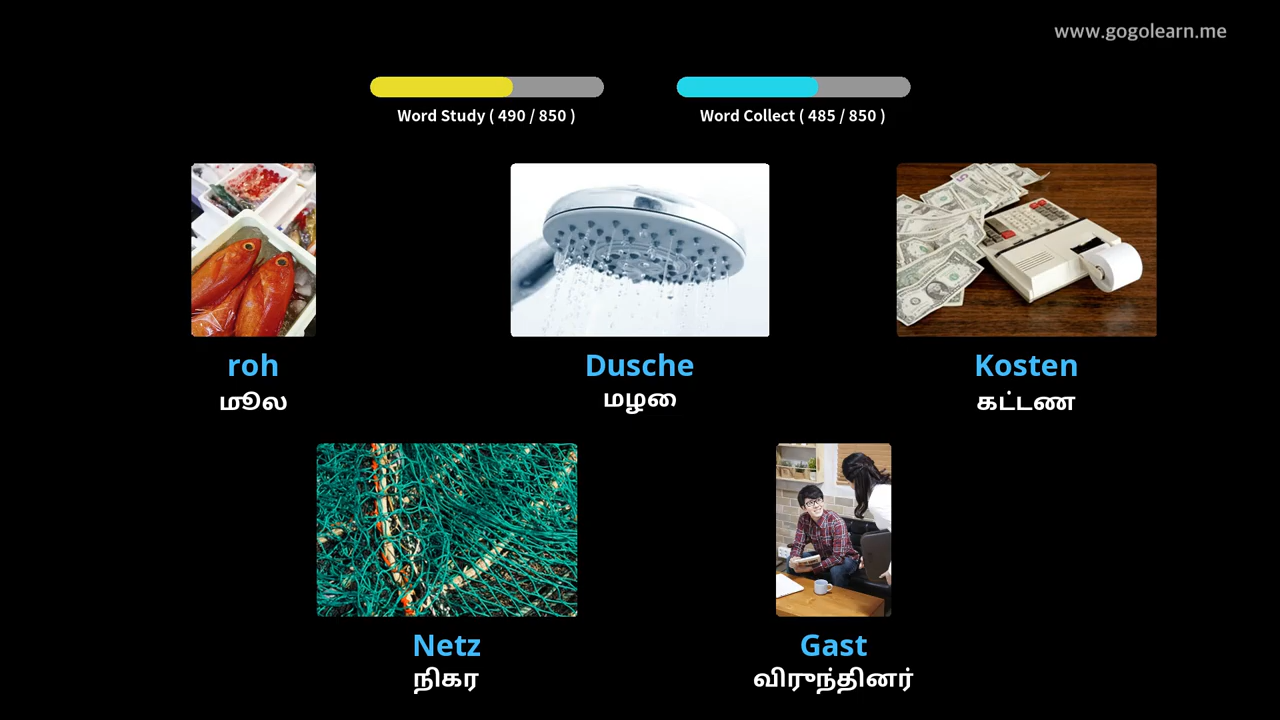 www.gogolearn.me
Word Study ( 490 / 850 )
Word Collect ( 485 / 850 )
roh
மூல
Dusche
மழை
Kosten
கட்டண
Netz
நிகர
Gast
விருந்தினர்